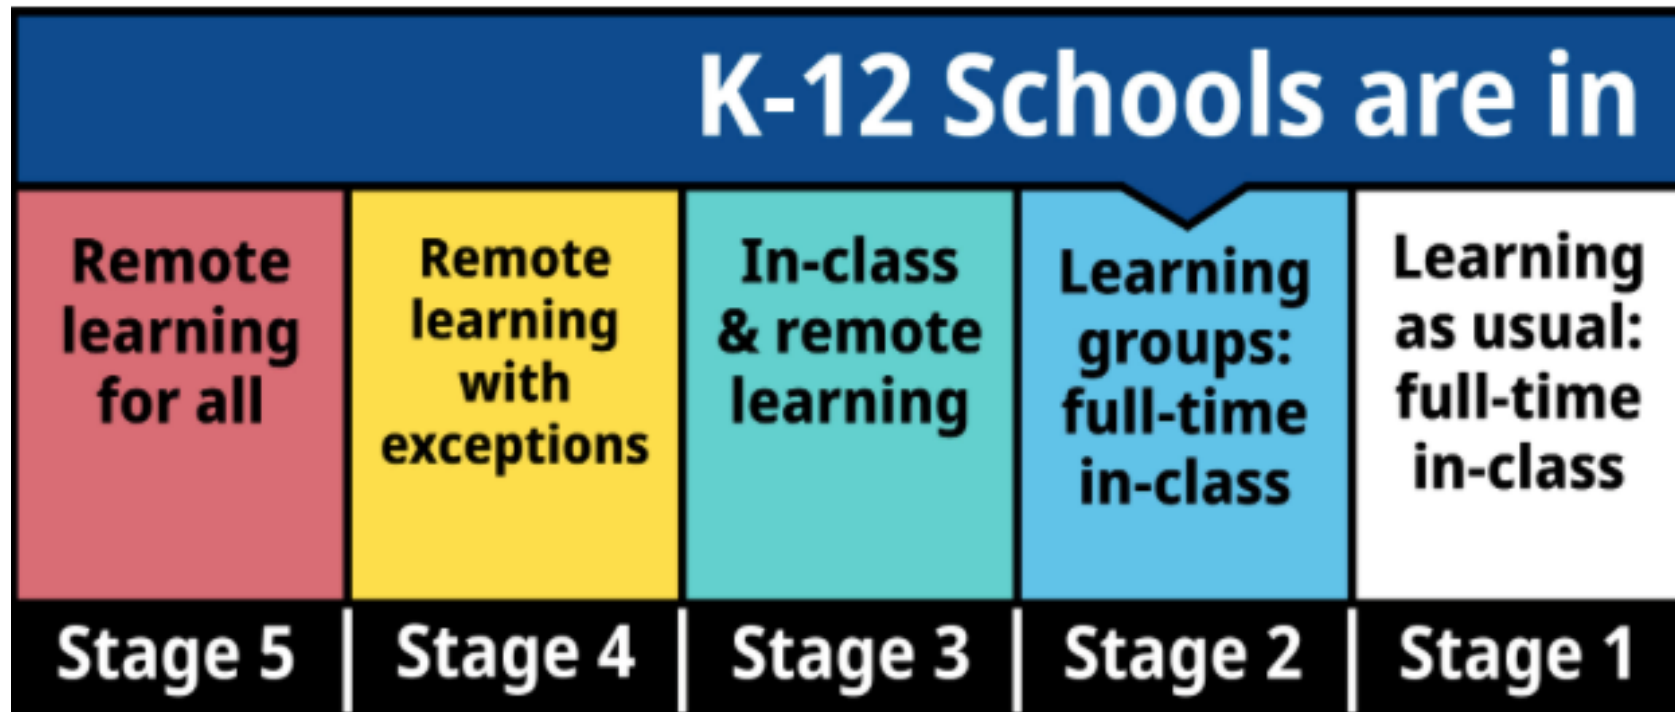 K-12 Schools are in
Remote
learning
for all
Remote
learning
with
exceptions
In-class
& remote
learning
Learning
groups:
full-time
in-class
Learning
as usual:
full-time
in-class
Stage 5
Stage 4
Stage 3
Stage 2
Stage 1